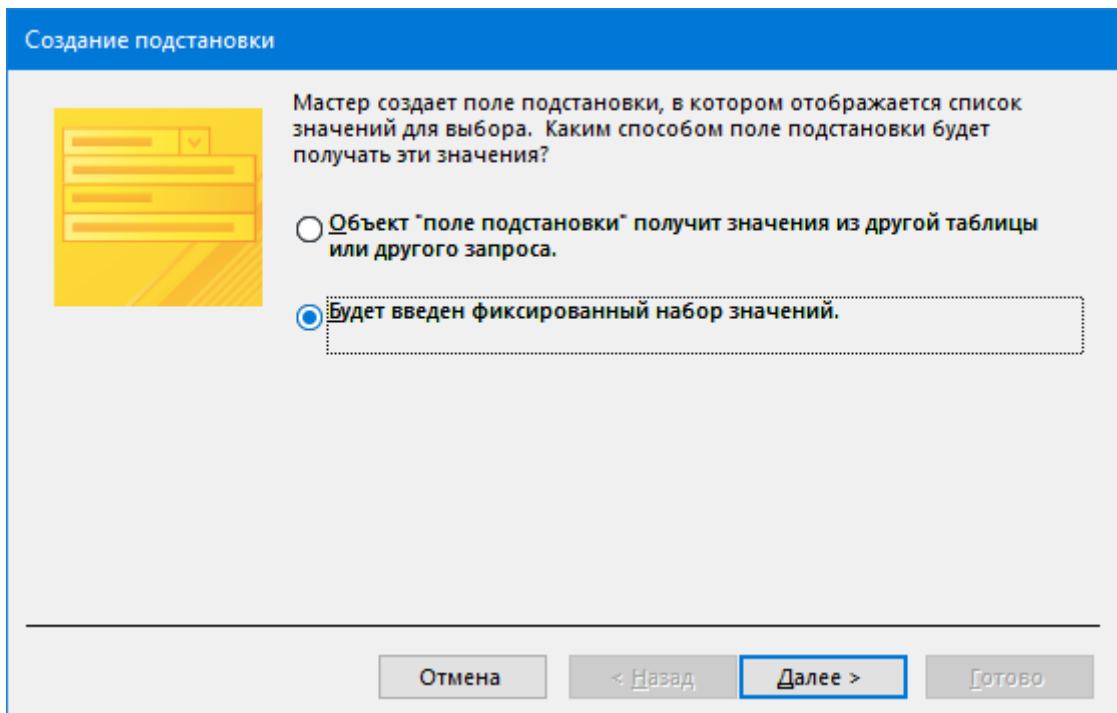 Создание подстановки
Мастер создает поле подстановки, в котором отображается список
значений для выбора.  Каким способом поле подстановки будет
получать эти значения?
Объект "поле подстановки" получит значения из другой таблицы
или другого запроса.
Будет введен фиксированный набор значений.
Отмена
< Назад
Далее >
Готово